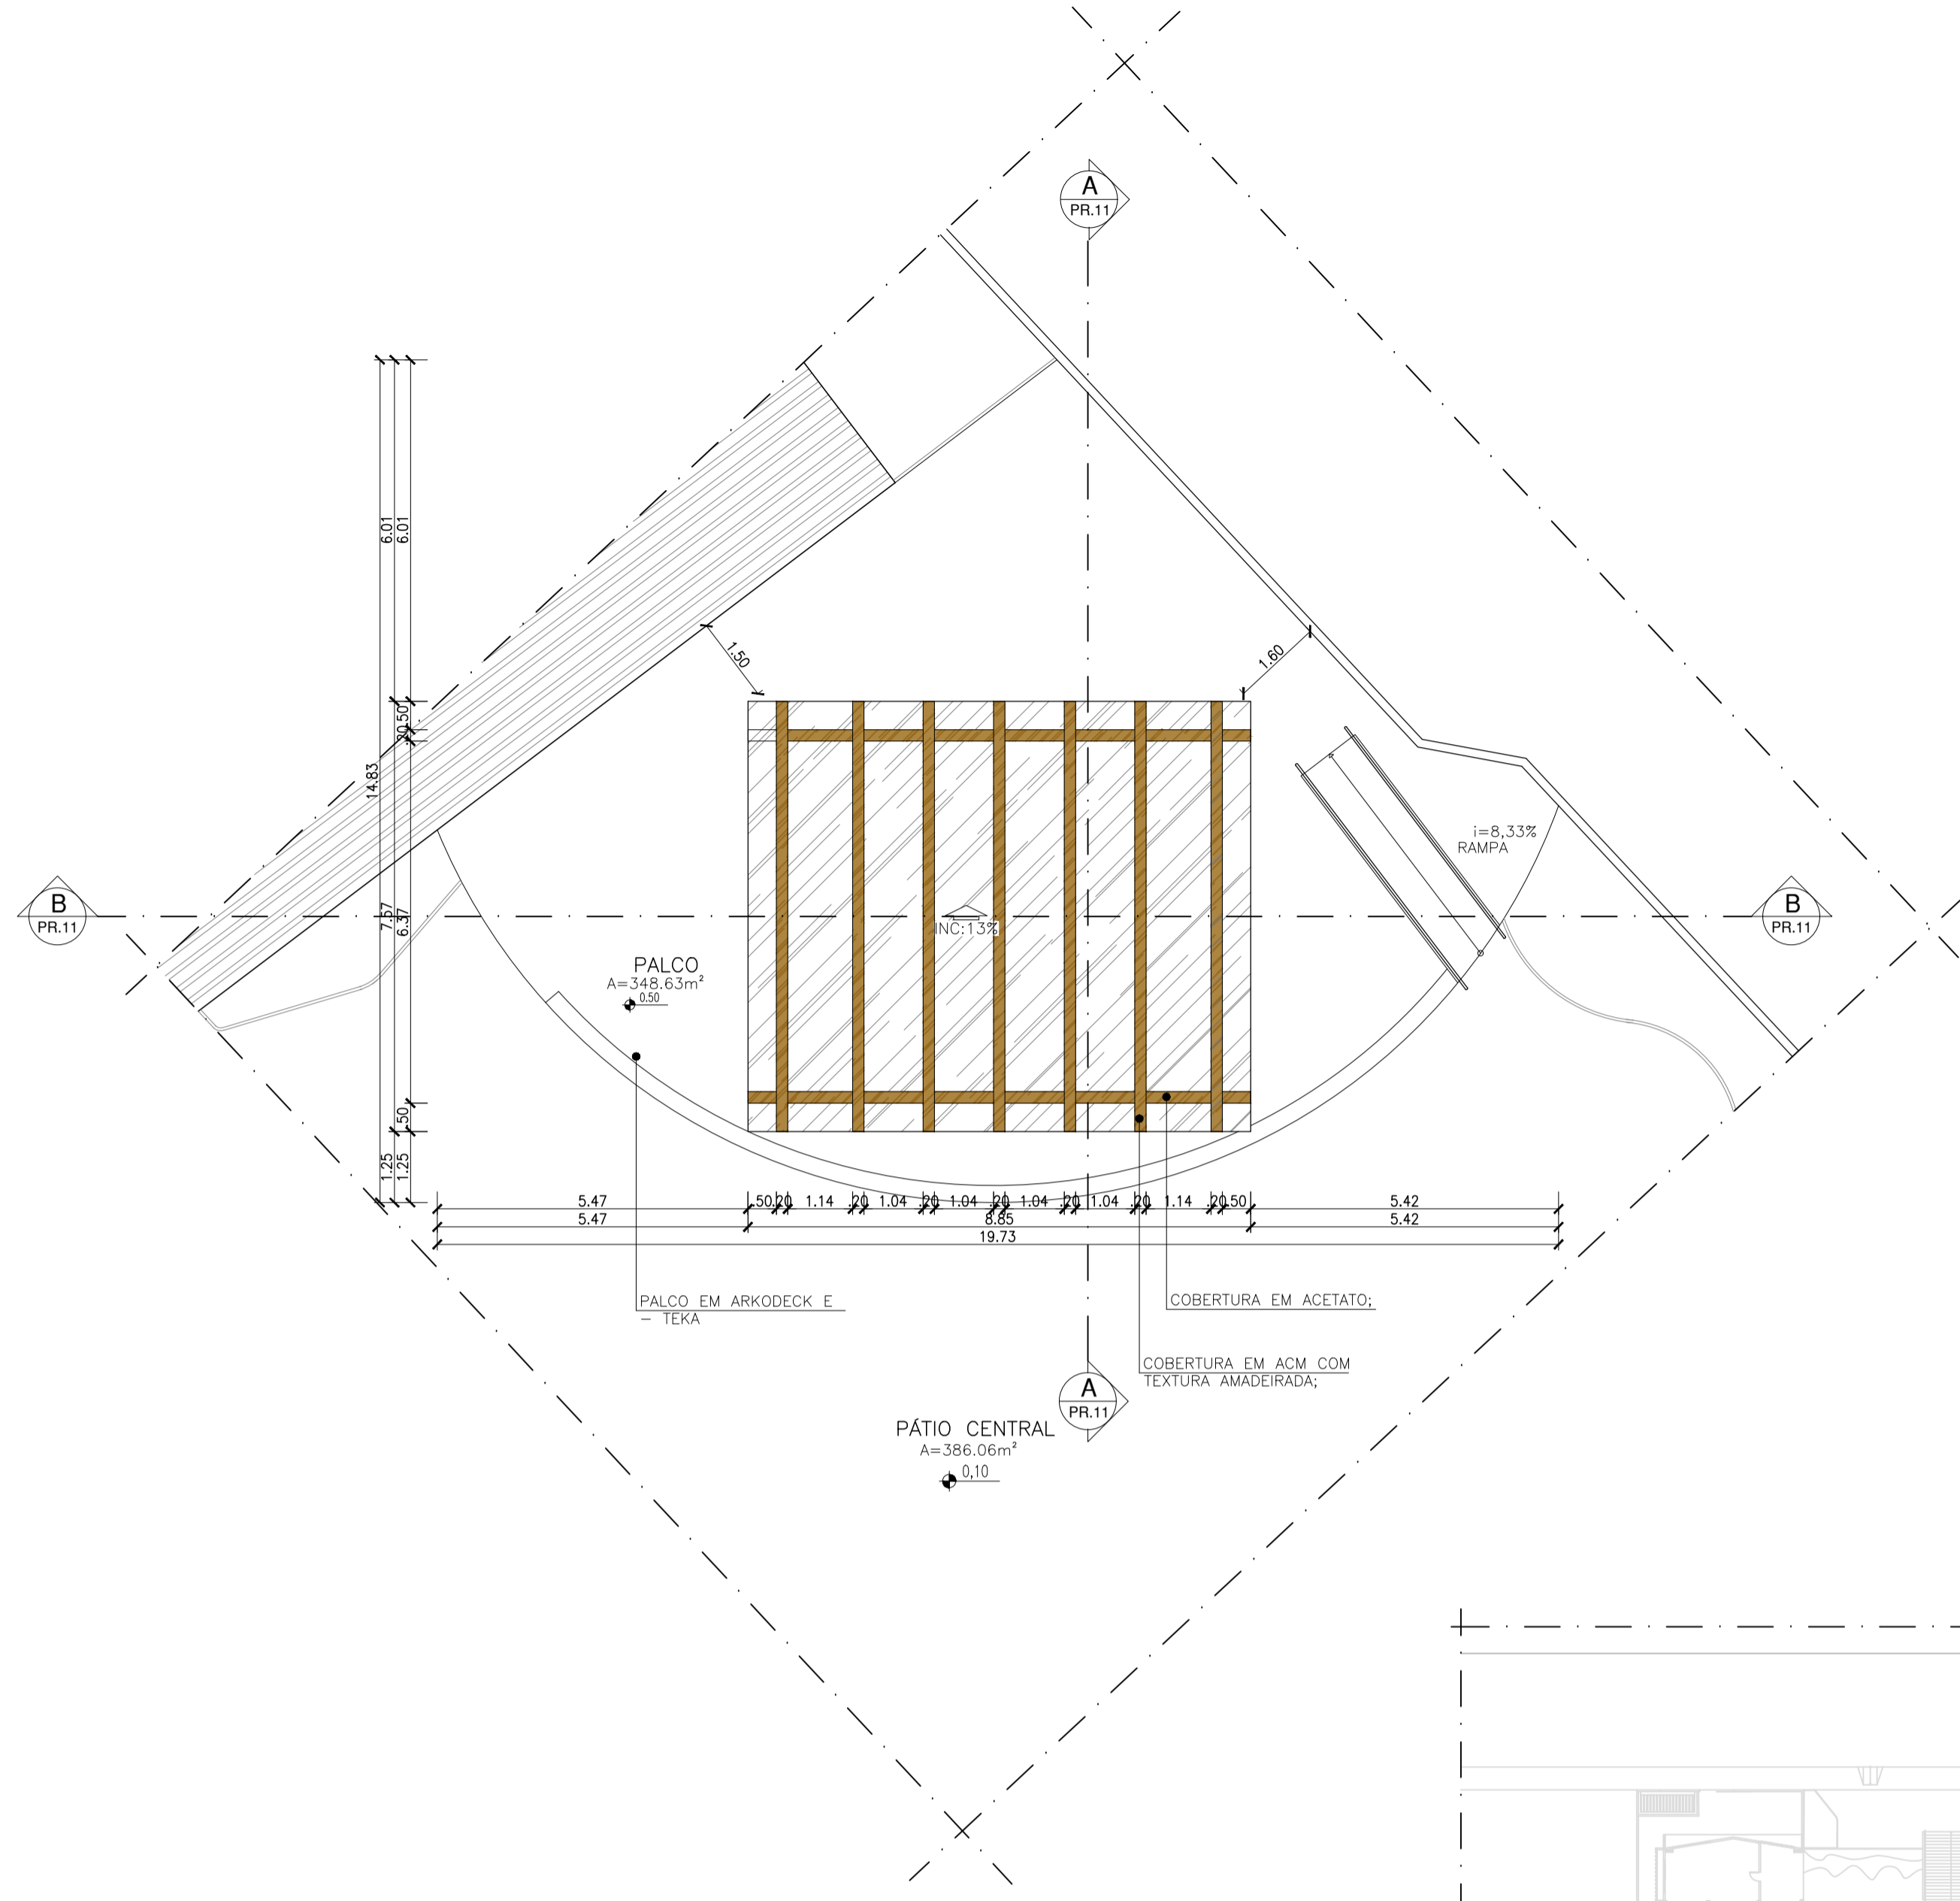 A
PR.11
6.01
6.01
1.50
1.60
.50
.20
14.83
i=8,33%
RAMPA
B
PR.11
B
PR.11
7.57
6.37
INC:13%
PALCO
A=348.63m²
0.50
.50
1.25
1.25
5.47 .50 .20 1.14 .20 1.04 .20 1.04 .20 1.04 .20 1.04 .20 1.14 .20 .50 5.42
5.47 8.85 5.42
19.73
PALCO EM ARKODECK E
– TEKA
COBERTURA EM ACETATO;
COBERTURA EM ACM COM
TEXTURA AMADEIRADA;
A
PR.11
PÁTIO CENTRAL
A=386.06m²
0,10